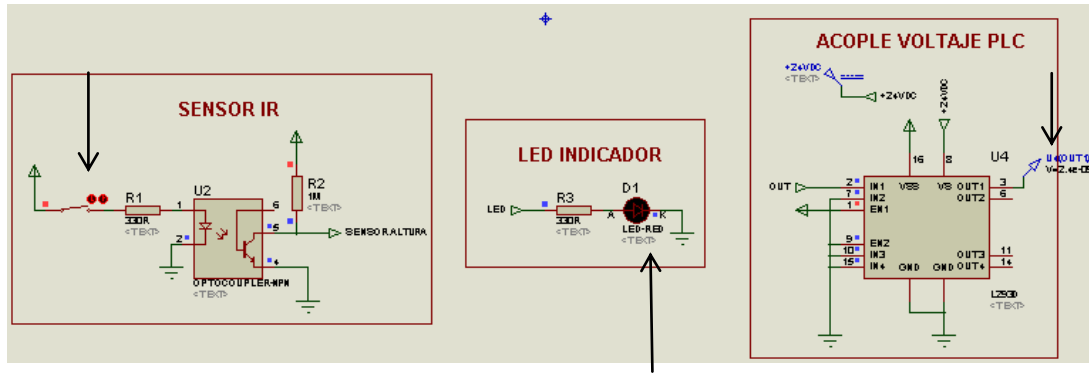 ACOPLE VOLTAJE PLC
+24VDC
<TEXT>
+24VDC
+24VDC
U4
U4(OUT1)
16
8
OUT
2
IN1
VSS
VS
OUT1
3
7
IN2
OUT2
6
1
EN1
9
EN2
10
IN3
OUT3
11
15
IN4
GND
GND
OUT4
14
L293D
<TEXT>
SENSOR IR
R1
330R
<TEXT>
U2
1
2
6
5
4
OPTOCOUPLER-NPN
<TEXT>
R2
1M
<TEXT>
SENSOR ALTURA
LED INDICADOR
LED
R3
330R
<TEXT>
D1
A
K
LED-RED
<TEXT>